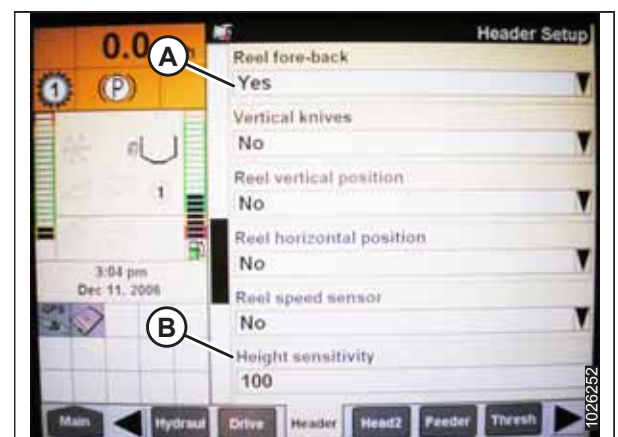 0.0
Header Setup
A
Reel fore-back
Yes
1
(P)
Vertical knives
No
Reel vertical position
No
1
Reel horizontal position
No
3:04 pm
Dec 11, 2006
Reel speed sensor
No
GPS
B
Height sensitivity
100
Main
Hydraul
Drive
Header
Head2
Feeder
Thresh
1026252